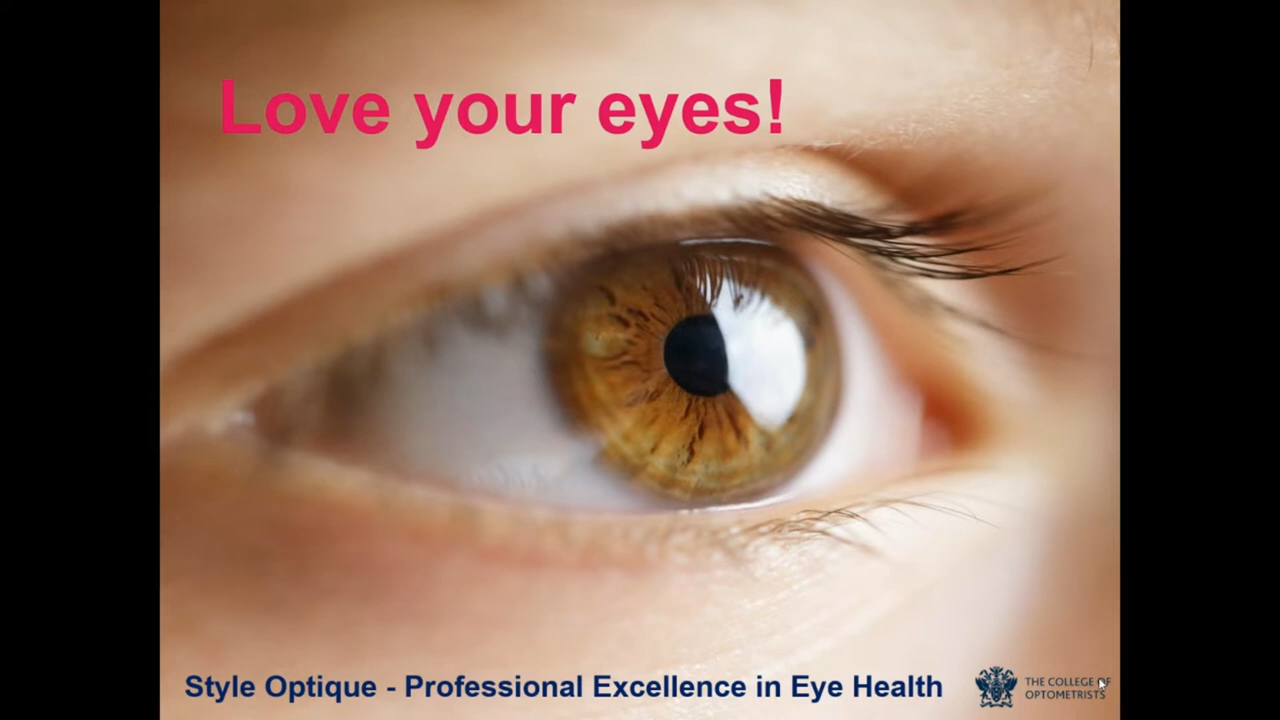 Love your eyes!
Style Optique - Professional Excellence in Eye Health
THE COLLEGE OF
OPTOMETRISTS